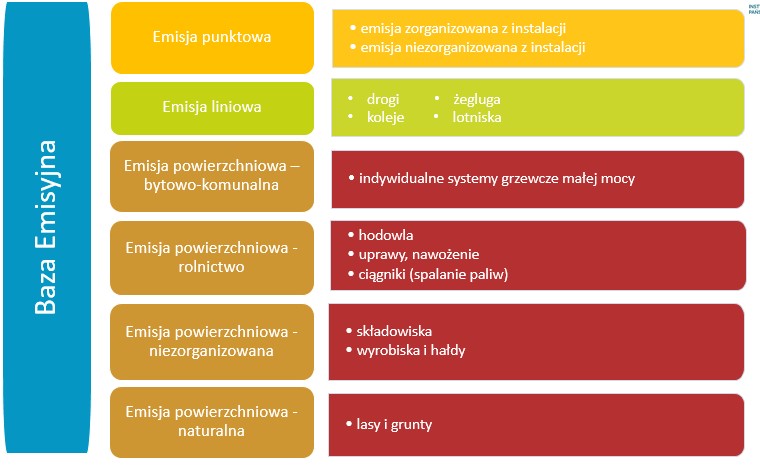 Baza Emisyjna
Emisja punktowa
• emisja zorganizowana z instalacji
• emisja niezorganizowana z instalacji
Emisja liniowa
• drogi • żegluga
• koleje • lotniska
Emisja powierzchniowa –
bytowo-komunalna
• indywidualne systemy grzewcze małej mocy
Emisja powierzchniowa -
rolnictwo
• hodowla
• uprawy, nawożenie
• ciągniki (spalanie paliw)
Emisja powierzchniowa -
niezorganizowana
• składowiska
• wyrobiska i hałdy
Emisja powierzchniowa -
naturalna
• lasy i grunty